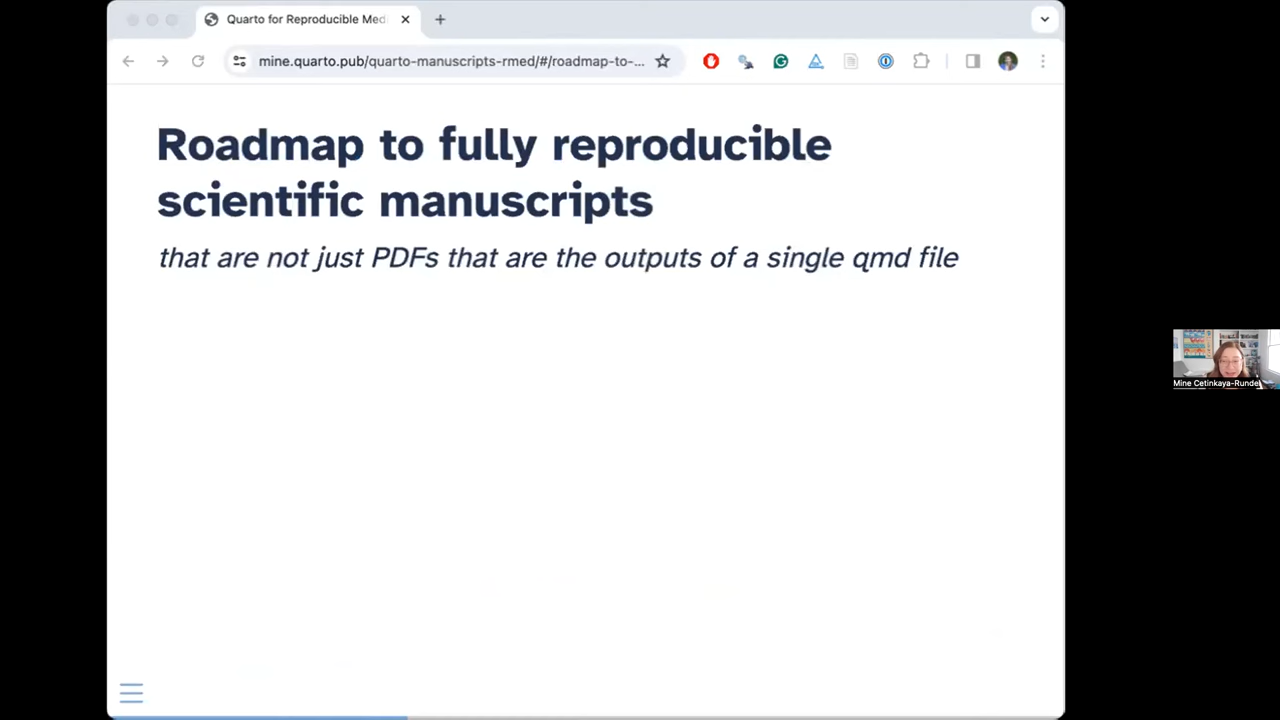 Quarto for Reproducible Med
mine.quarto.pub/quarto-manuscripts-rmed/#/roadmap-to-...
Roadmap to fully reproducible
scientific manuscripts
that are not just PDFs that are the outputs of a single qmd file
Mine Cetinkaya-Rundel